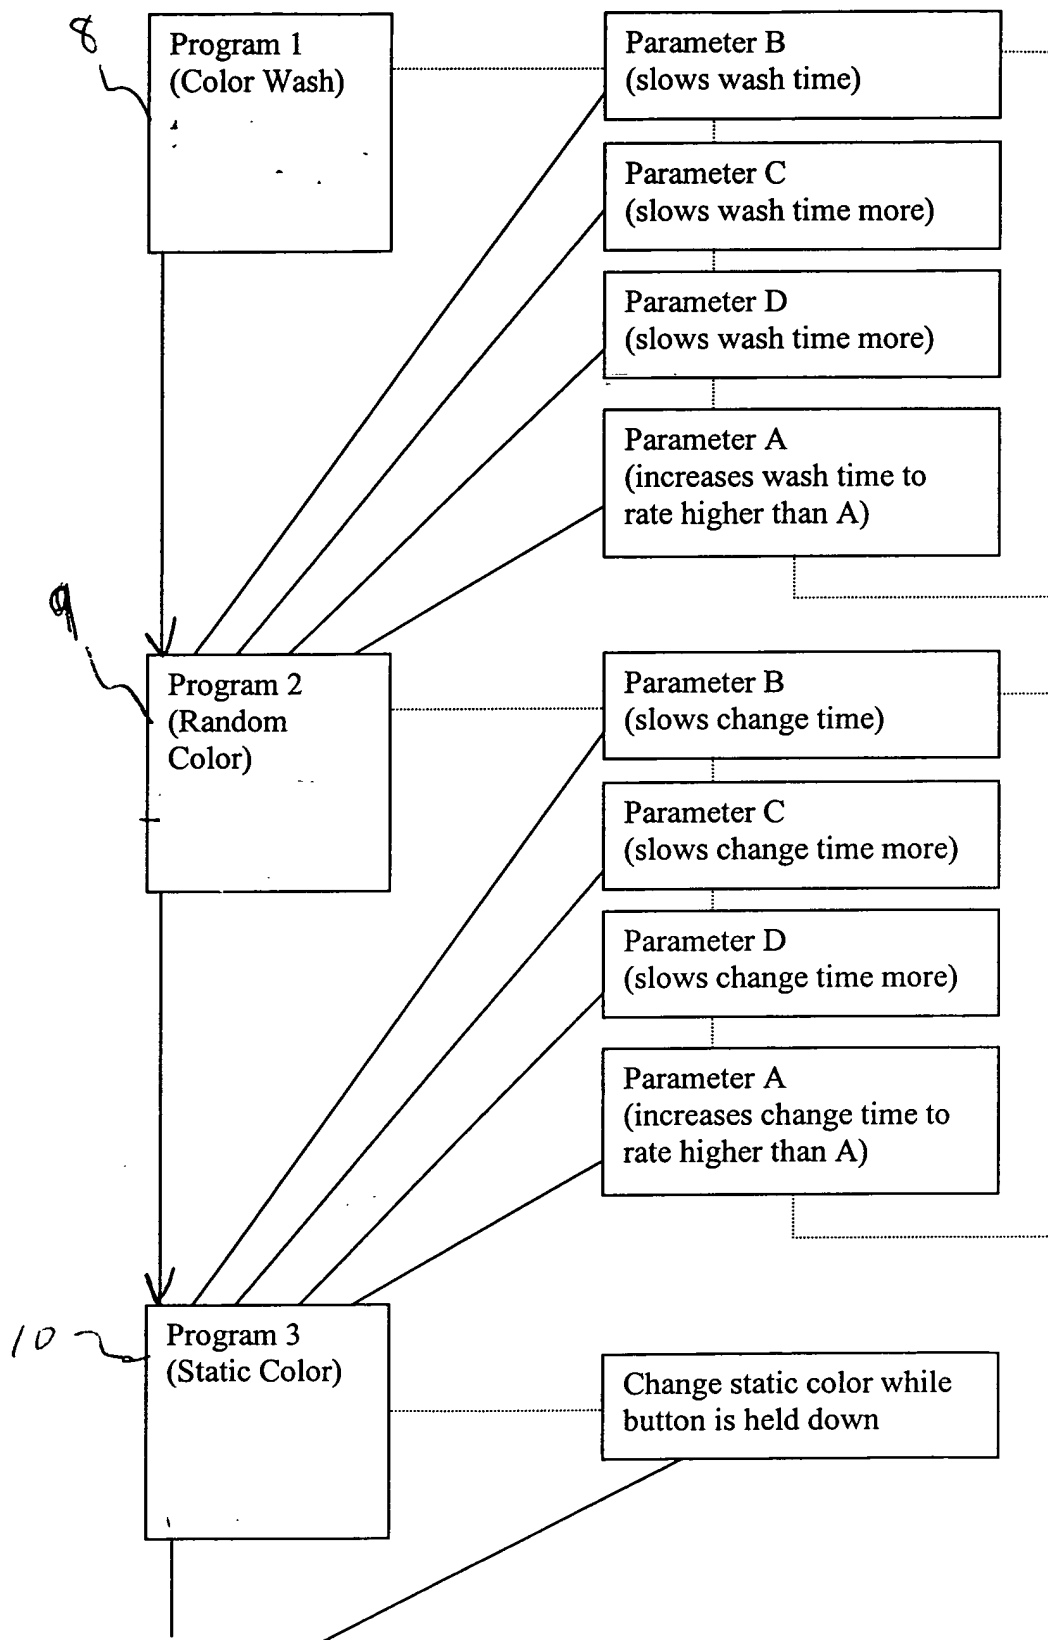 8
Program 1
(Color Wash)
Parameter B
(slows wash time)
Parameter C
(slows wash time more)
Parameter D
(slows wash time more)
Parameter A
(increases wash time to
rate higher than A)
9
Program 2
(Random
Color)
Parameter B
(slows change time)
Parameter C
(slows change time more)
Parameter D
(slows change time more)
Parameter A
(increases change time to
rate higher than A)
10
Program 3
(Static Color)
Change static color while
button is held down